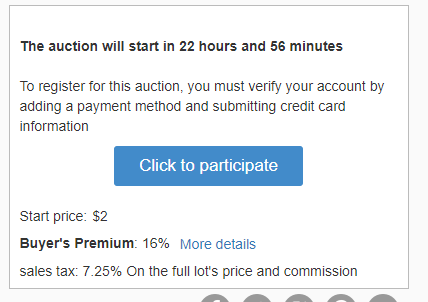 The auction will start in 22 hours and 56 minutes
To register for this auction, you must verify your account by
adding a payment method and submitting credit card
information
Click to participate
Start price: $2
Buyer's Premium: 16% More details
sales tax: 7.25% On the full lot's price and commission